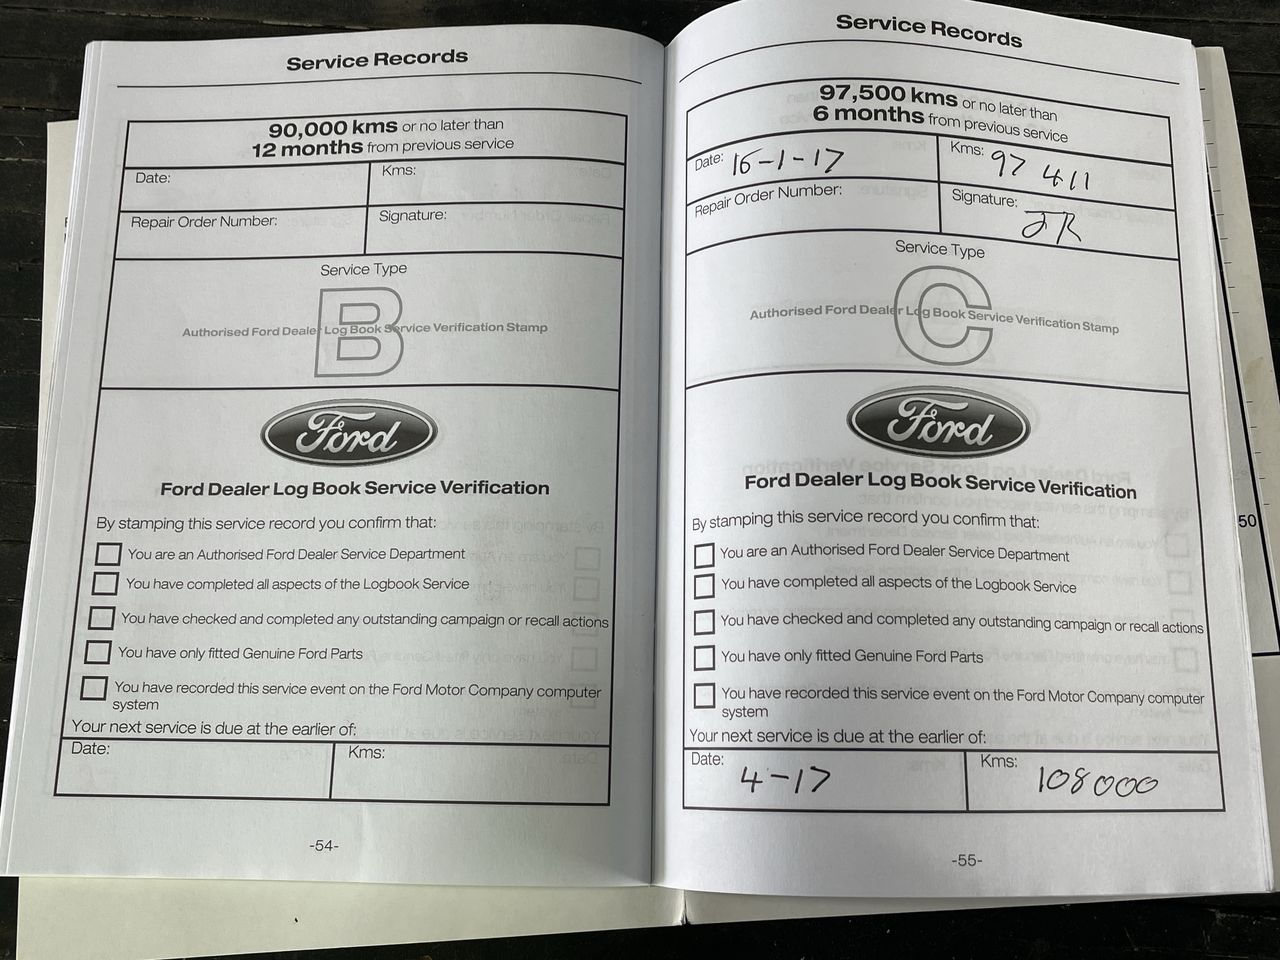 Service Records
90,000 kms or no later than
12 months from previous service
Date:
Kms:
Repair Order Number:
Signature:
Service Type
B
Authorised Ford Dealer Log Book Service Verification Stamp
Ford
Ford Dealer Log Book Service Verification
By stamping this service record you confirm that:
You are an Authorised Ford Dealer Service Department
You have completed all aspects of the Logbook Service
You have checked and completed any outstanding campaign or recall actions
You have only fitted Genuine Ford Parts
You have recorded this service event on the Ford Motor Company computer
system
Your next service is due at the earlier of:
Date:
Kms:
-54-
Service Records
97,500 kms or no later than
6 months from previous service
Date: 16-1-17
Kms: 97 411
Repair Order Number:
Signature: JR
Service Type
C
Authorised Ford Dealer Log Book Service Verification Stamp
Ford
Ford Dealer Log Book Service Verification
By stamping this service record you confirm that:
You are an Authorised Ford Dealer Service Department
You have completed all aspects of the Logbook Service
You have checked and completed any outstanding campaign or recall actions
You have only fitted Genuine Ford Parts
You have recorded this service event on the Ford Motor Company computer
system
Your next service is due at the earlier of:
Date: 4-17
Kms: 108000
-55-
50